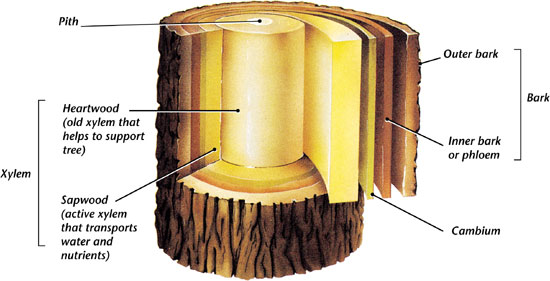 Pith
Outer bark
Bark
Heartwood
(old xylem that
helps to support
tree)
Inner bark
or phloem
Xylem
Sapwood
(active xylem
that transports
water and
nutrients)
Cambium